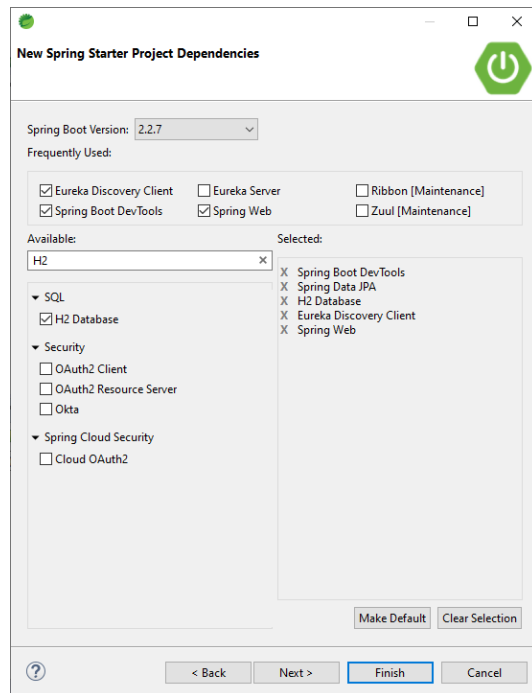 New Spring Starter Project Dependencies
Spring Boot Version: 2.2.7
Frequently Used:
Eureka Discovery Client Eureka Server Ribbon [Maintenance]
Spring Boot DevTools Spring Web Zuul [Maintenance]
Available:
H2
SQL
H2 Database
Security
OAuth2 Client
OAuth2 Resource Server
Okta
Spring Cloud Security
Cloud OAuth2
Selected:
X Spring Boot DevTools
X Spring Data JPA
X H2 Database
X Eureka Discovery Client
X Spring Web
Make Default Clear Selection
? < Back Next > Finish Cancel